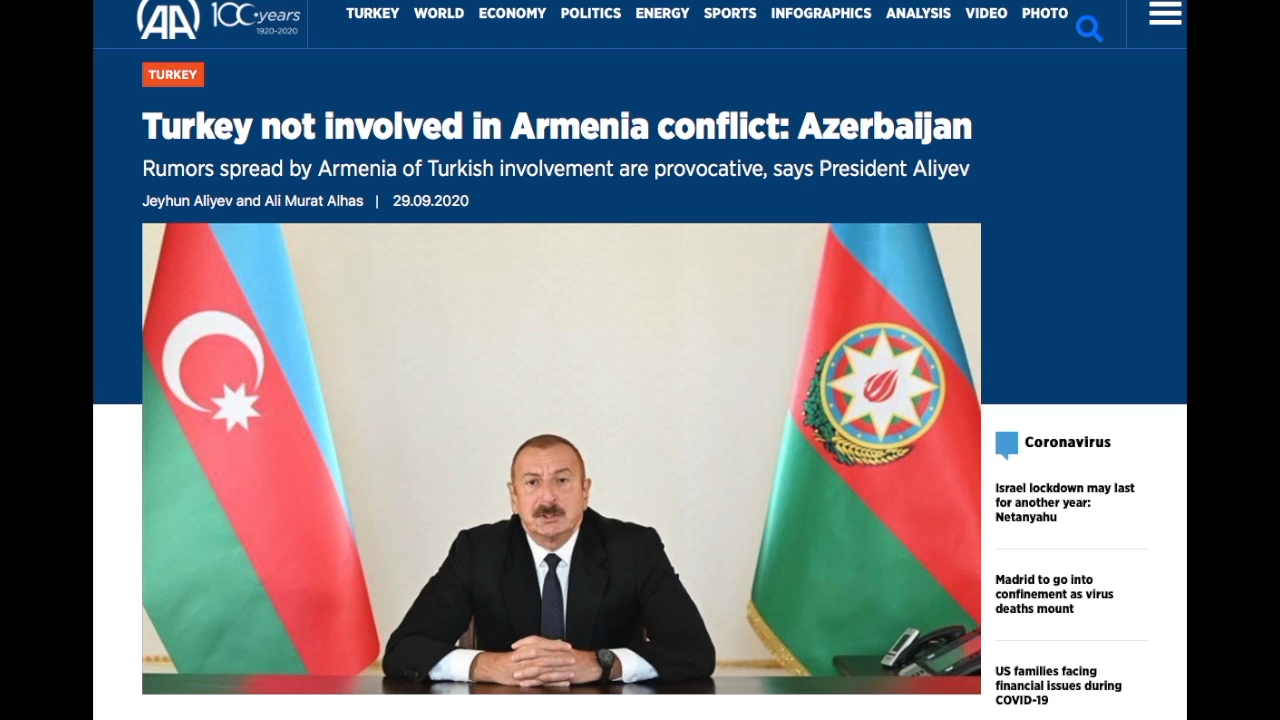 AA 100 years
1920-2020
TURKEY WORLD ECONOMY POLITICS ENERGY SPORTS INFOGRAPHICS ANALYSIS VIDEO PHOTO
TURKEY
Turkey not involved in Armenia conflict: Azerbaijan
Rumors spread by Armenia of Turkish involvement are provocative, says President Aliyev
Jeyhun Aliyev and Ali Murat Alhas | 29.09.2020
Coronavirus
Israel lockdown may last
for another year:
Netanyahu
Madrid to go into
confinement as virus
deaths mount
US families facing
financial issues during
COVID-19